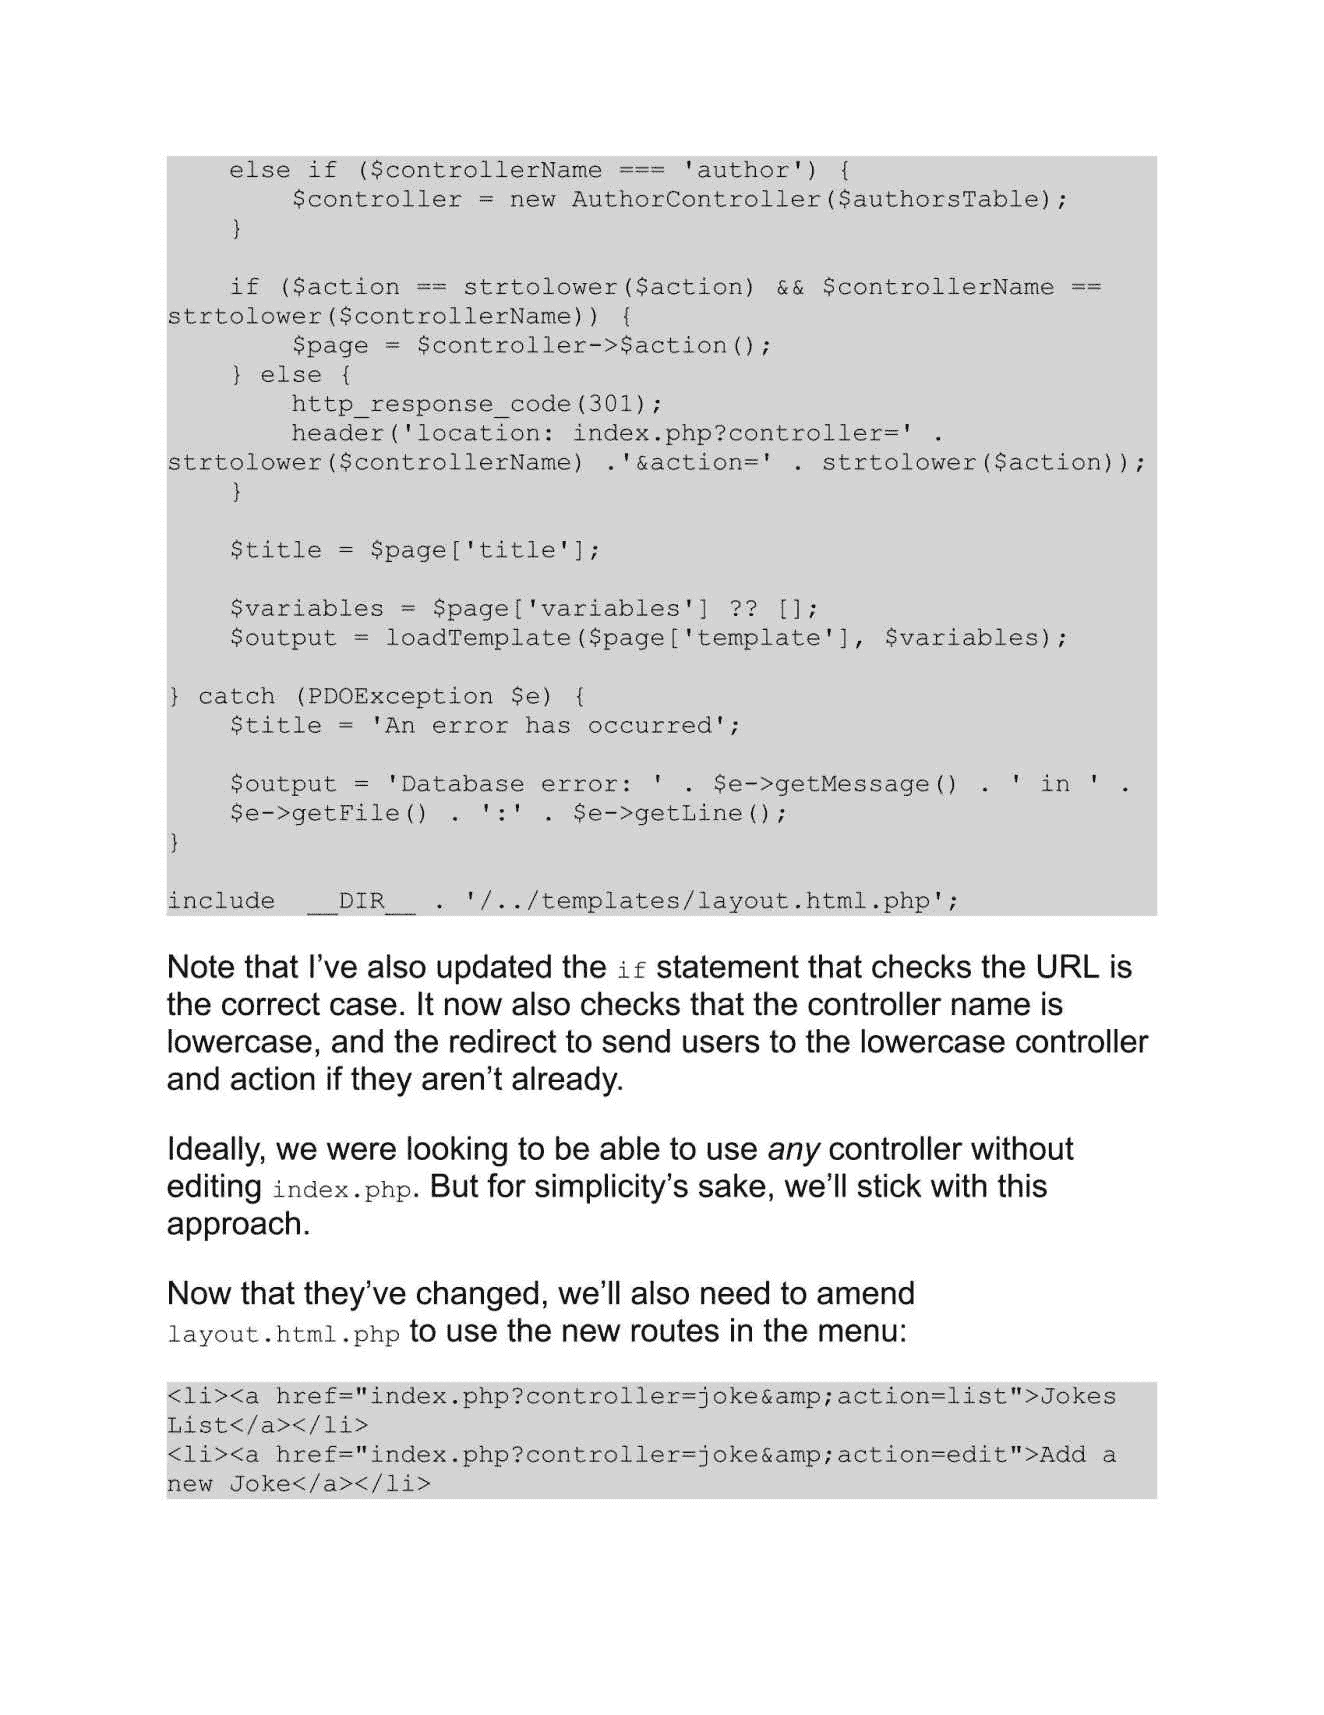 else if ($controllerName === 'author') {
        $controller = new AuthorController($authorsTable);
    }

    if ($action == strtolower($action) && $controllerName ==
strtolower($controllerName)) {
        $page = $controller->$action();
    } else {
        http_response_code(301);
        header('location: index.php?controller=' .
strtolower($controllerName) .'&action=' . strtolower($action));
    }

    $title = $page['title'];

    $variables = $page['variables'] ?? [];
    $output = loadTemplate($page['template'], $variables);

} catch (PDOException $e) {
    $title = 'An error has occurred';

    $output = 'Database error: ' . $e->getMessage() . ' in ' .
    $e->getFile() . ':' . $e->getLine();
}

include  __DIR__ . '/../templates/layout.html.php';

Note that I’ve also updated the if statement that checks the URL is
the correct case. It now also checks that the controller name is
lowercase, and the redirect to send users to the lowercase controller
and action if they aren’t already.

Ideally, we were looking to be able to use any controller without
editing index.php. But for simplicity’s sake, we’ll stick with this
approach.

Now that they’ve changed, we’ll also need to amend
layout.html.php to use the new routes in the menu:

<li><a href="index.php?controller=joke&amp;action=list">Jokes
List</a></li>
<li><a href="index.php?controller=joke&amp;action=edit">Add a
new Joke</a></li>